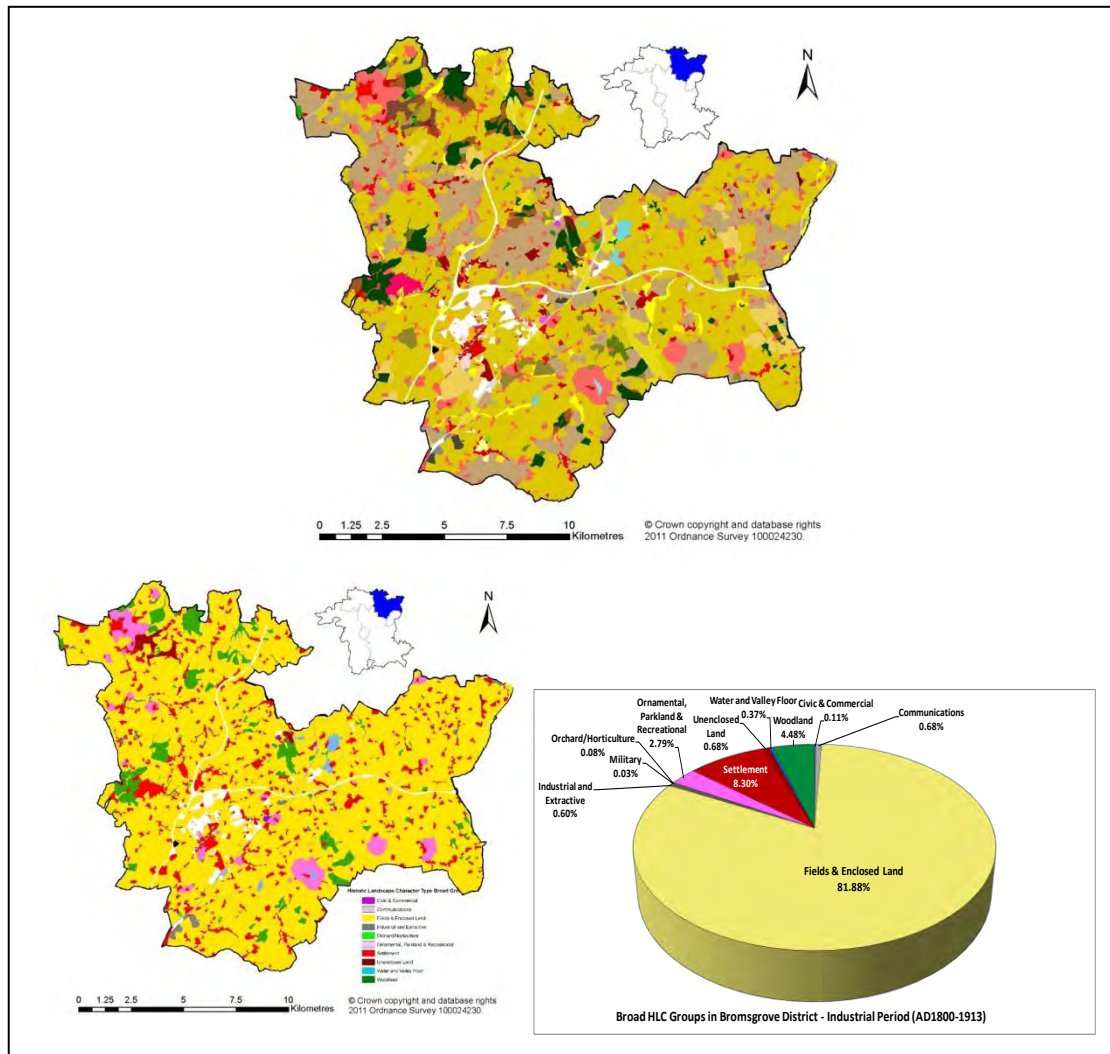 N
0 1.25 2.5 5 7.5 10
Kilometres
© Crown copyright and database rights
2011 Ordnance Survey 100024230.
N
Historic Landscape Character Type Broad Gro
Civic & Commercial
Communications
Fields & Enclosed Land
Industrial and Extractive
Orchard/Horticulture
Ornamental, Parkland & Recreational
Settlement
Unenclosed Land
Water and Valley Floor
Woodland
0 1.25 2.5 5 7.5 10
Kilometres
© Crown copyright and database rights
2011 Ordnance Survey 100024230.
Industrial and
Extractive
0.60%
Military
0.03%
Orchard/Horticulture
0.08%
Ornamental,
Parkland &
Recreational
2.79%
Settlement
8.30%
Unenclosed
Land
0.68%
Water and Valley Floor
0.37%
Woodland
4.48%
Civic & Commercial
0.11%
Communications
0.68%
Fields & Enclosed Land
81.88%
Broad HLC Groups in Bromsgrove District - Industrial Period (AD1800-1913)